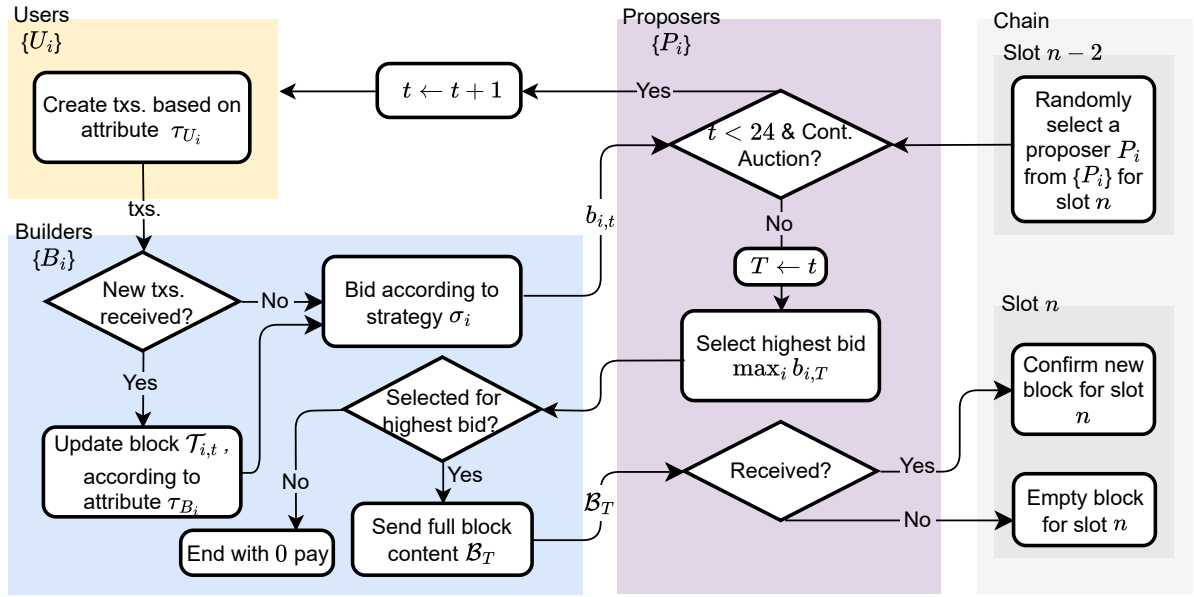 Users
{Uᵢ}
Create txs. based on
attribute τ_{U_i}
txs.
t ← t + 1
Yes
Proposers
{Pᵢ}
t < 24 & Cont.
Auction?
No
T ← t
Select highest bid
max_i b_{i,T}
Received?
Yes
No
Chain
Slot n − 2
Randomly
select a
proposer P_i
from {P_i} for
slot n
Slot n
Confirm new
block for slot
n
Empty block
for slot n
Builders
{B_i}
New txs.
received?
No
Yes
Bid according to
strategy σ_i
b_{i,t}
Update block 𝒯_{i,t} ,
according to
attribute τ_{B_i}
Selected for
highest bid?
No
Yes
End with 0 pay
Send full block
content ℬ_T
ℬ_T